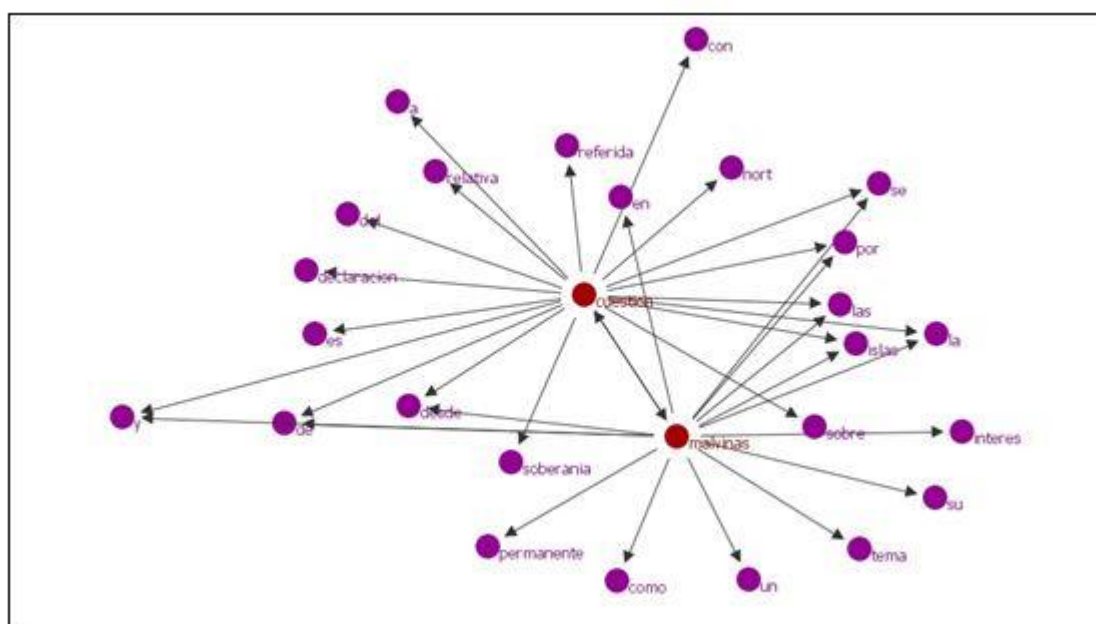 con
a
referida
relativa
nort
se
en
del
por
declaracion
cuestion
las
es
islas
la
desde
y
de
sobre
interes
malvinas
soberania
su
permanente
tema
como
un